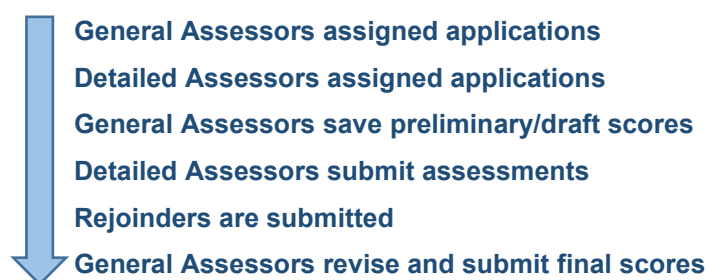 General Assessors assigned applications
Detailed Assessors assigned applications
General Assessors save preliminary/draft scores
Detailed Assessors submit assessments
Rejoinders are submitted
General Assessors revise and submit final scores